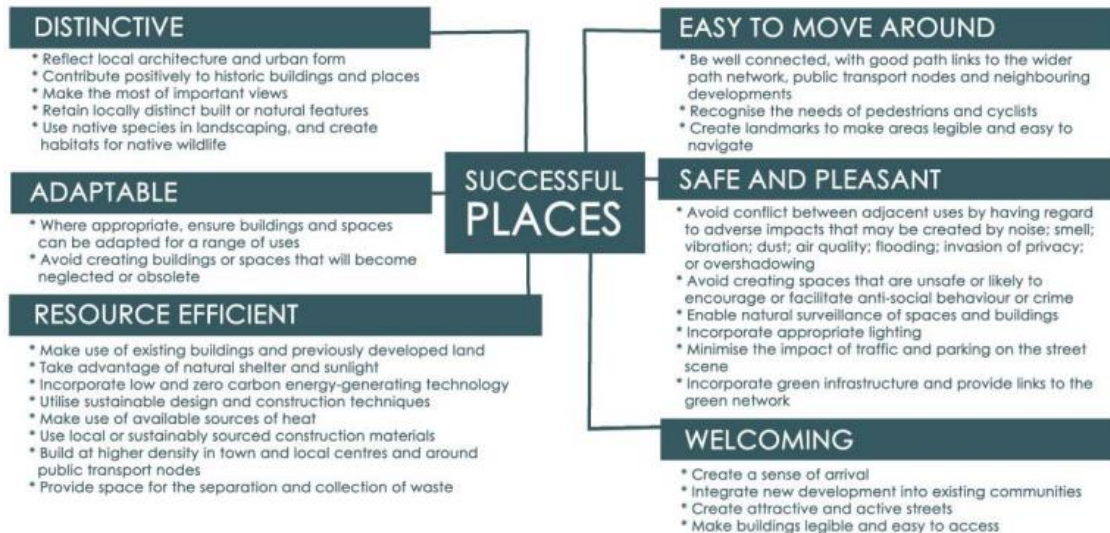 DISTINCTIVE
* Reflect local architecture and urban form
* Contribute positively to historic buildings and places
* Make the most of important views
* Retain locally distinct built or natural features
* Use native species in landscaping, and create
habitats for native wildlife
ADAPTABLE
* Where appropriate, ensure buildings and spaces
can be adapted for a range of uses
* Avoid creating buildings or spaces that will become
neglected or obsolete
RESOURCE EFFICIENT
* Make use of existing buildings and previously developed land
* Take advantage of natural shelter and sunlight
* Incorporate low and zero carbon energy-generating technology
* Utilise sustainable design and construction techniques
* Make use of available sources of heat
* Use local or sustainably sourced construction materials
* Build at higher density in town and local centres and around
public transport nodes
* Provide space for the separation and collection of waste
SUCCESSFUL
PLACES
EASY TO MOVE AROUND
* Be well connected, with good path links to the wider
path network, public transport nodes and neighbouring
developments
* Recognise the needs of pedestrians and cyclists
* Create landmarks to make areas legible and easy to
navigate
SAFE AND PLEASANT
* Avoid conflict between adjacent uses by having regard
to adverse impacts that may be created by noise; smell;
vibration; dust; air quality; flooding; invasion of privacy;
or overshadowing
* Avoid creating spaces that are unsafe or likely to
encourage or facilitate anti-social behaviour or crime
* Enable natural surveillance of spaces and buildings
* Incorporate appropriate lighting
* Minimise the impact of traffic and parking on the street
scene
* Incorporate green infrastructure and provide links to the
green network
WELCOMING
* Create a sense of arrival
* Integrate new development into existing communities
* Create attractive and active streets
* Make buildings legible and easy to access